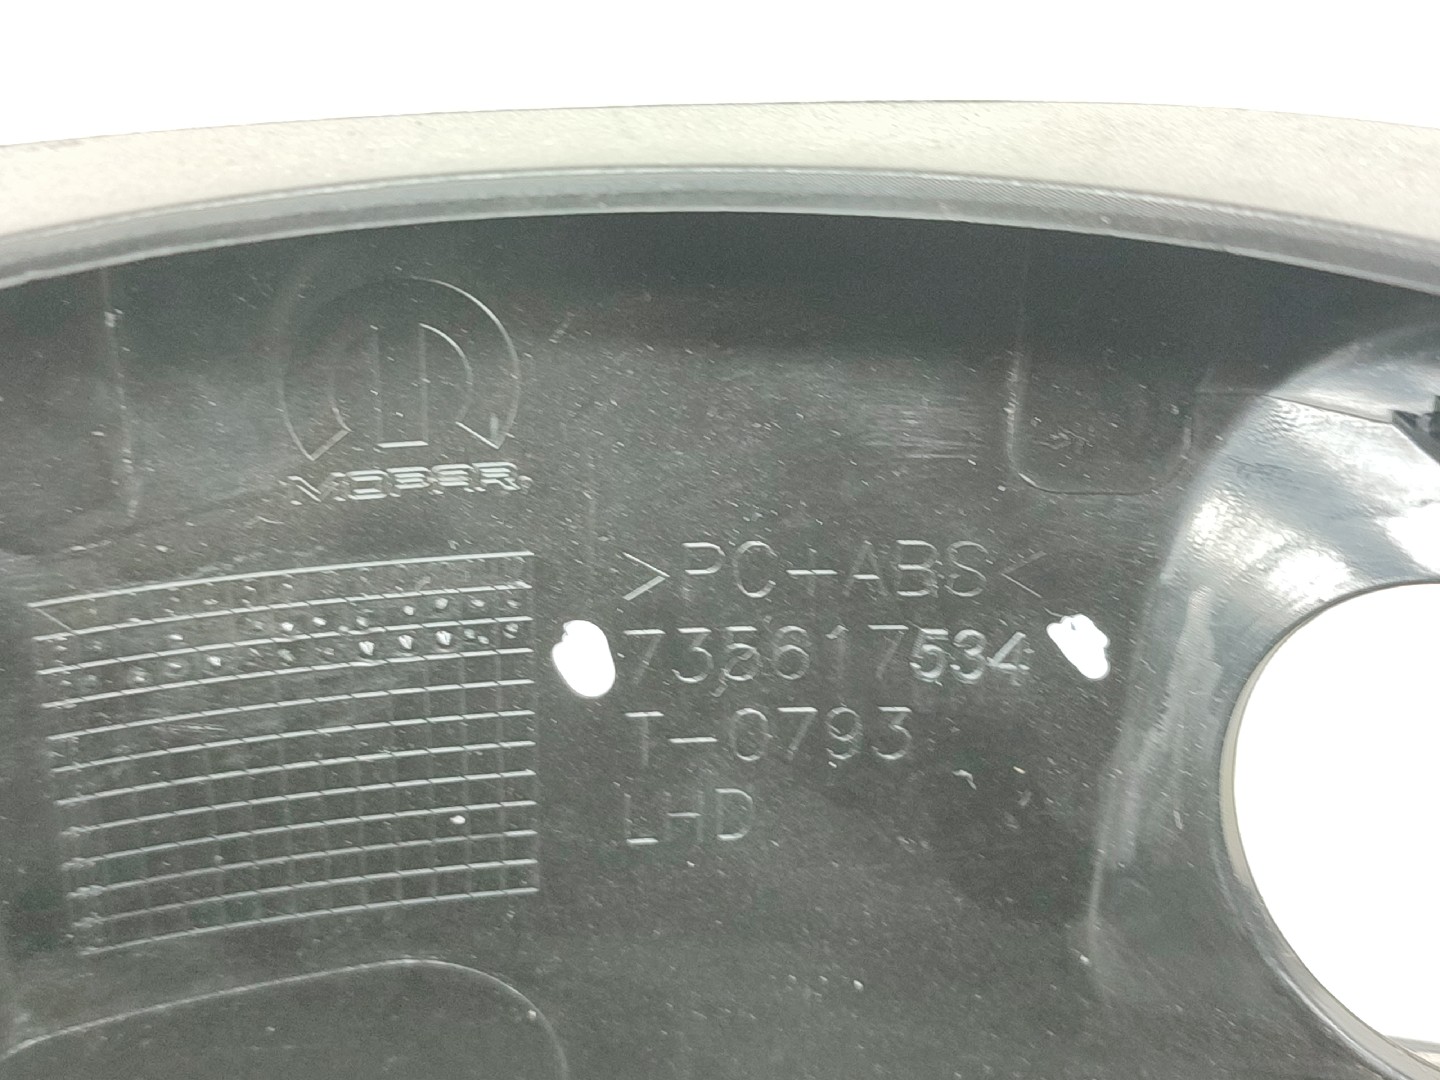 MOPAR
>PC+ABS<
735617534
T-0793
LHD